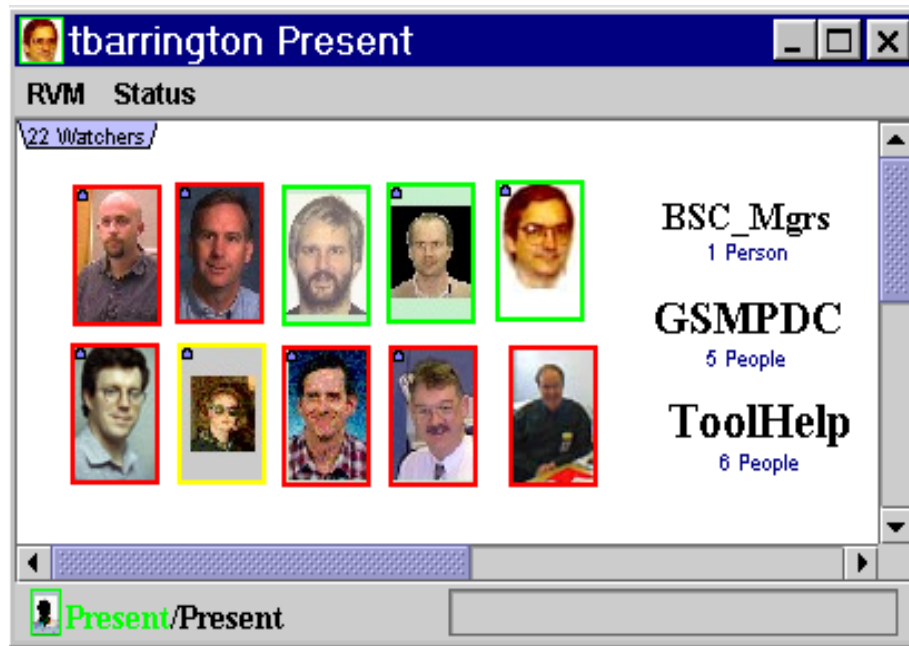 tbarrington Present
RVM Status
22 Watchers
BSC_Mgrs
1 Person
GSMPDC
5 People
ToolHelp
6 People
Present/Present